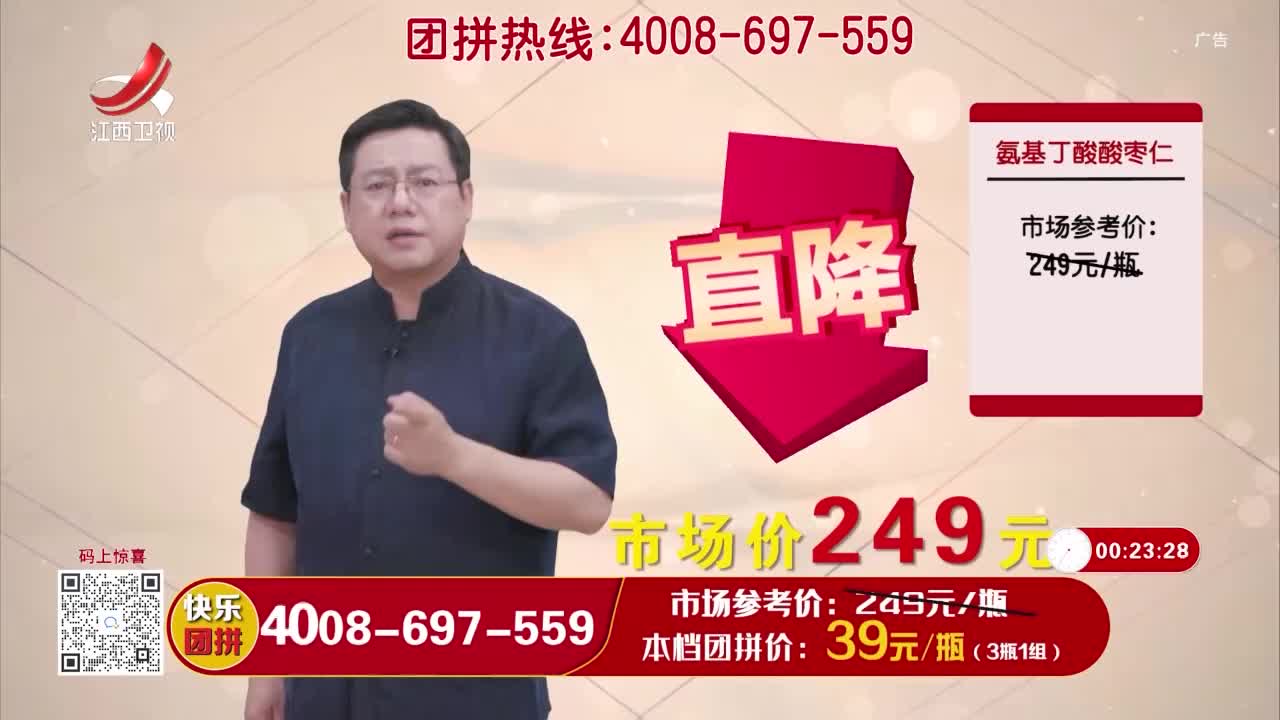 团拼热线:4008-697-559
广告
江西卫视
氨基丁酸酸枣仁
市场参考价:
249元/瓶
直降
市场价249元
00:23:28
码上惊喜
快乐
团拼
4008-697-559
市场参考价: 249元/瓶
本档团拼价: 39元/瓶(3瓶1组)